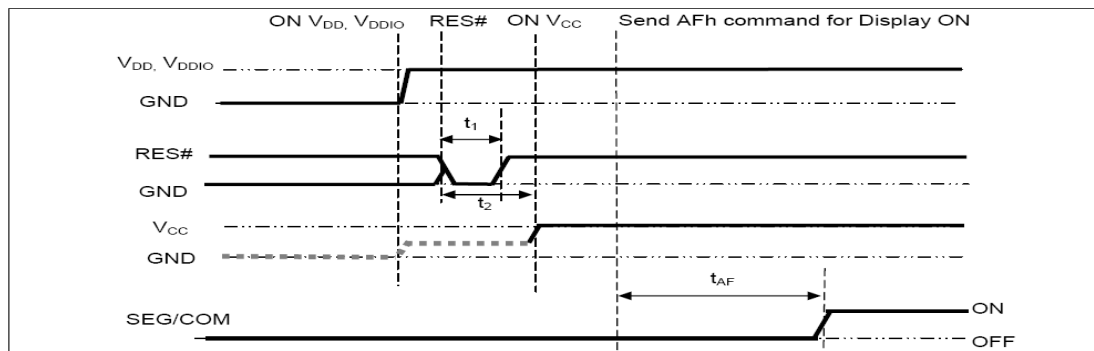 ON VDD, VDDIO RES# ON VCC Send AFh command for Display ON
VDD, VDDIO
GND
t1
RES#
GND
t2
VCC
GND
tAF
SEG/COM
ON
OFF